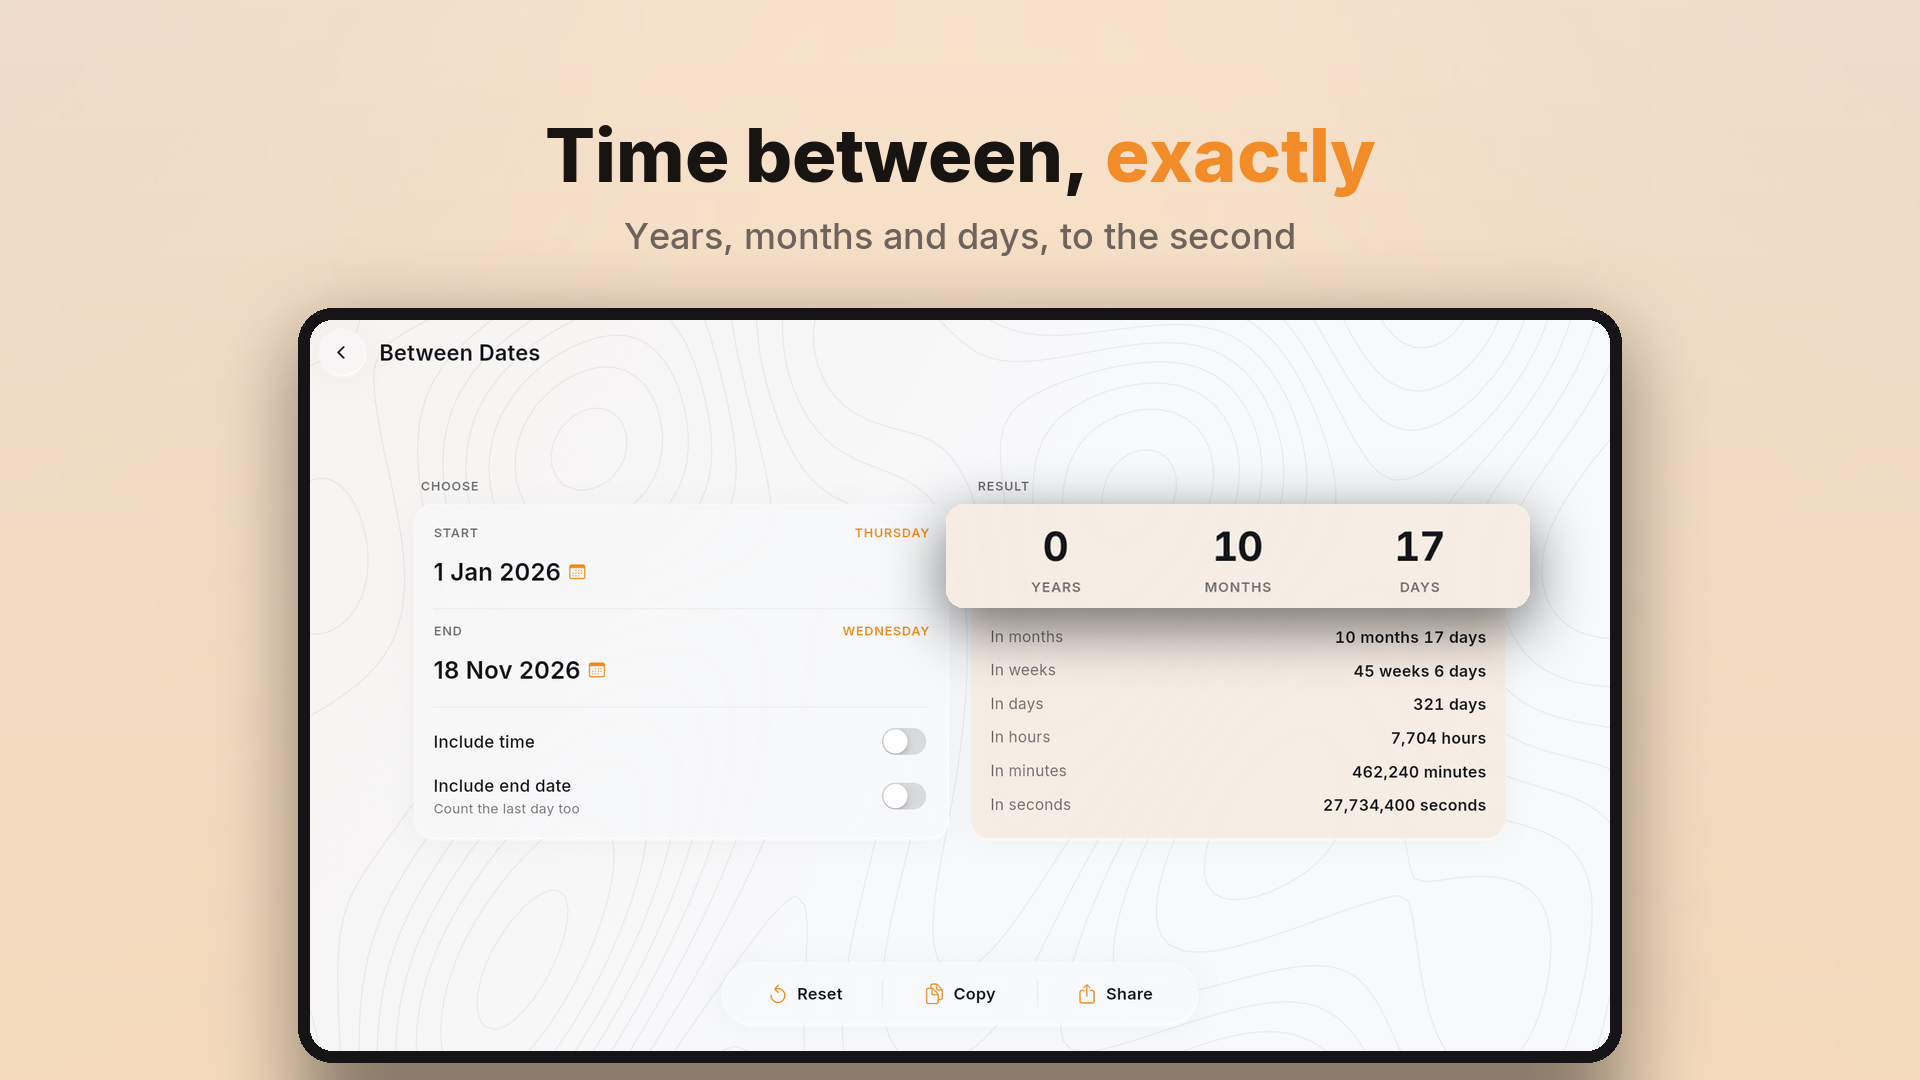 Time between, exactly
Years, months and days, to the second
Between Dates
CHOOSE
START THURSDAY
1 Jan 2026
END WEDNESDAY
18 Nov 2026
Include time
Include end date
Count the last day too
RESULT
0 10 17
YEARS MONTHS DAYS
In months 10 months 17 days
In weeks 45 weeks 6 days
In days 321 days
In hours 7,704 hours
In minutes 462,240 minutes
In seconds 27,734,400 seconds
Reset Copy Share